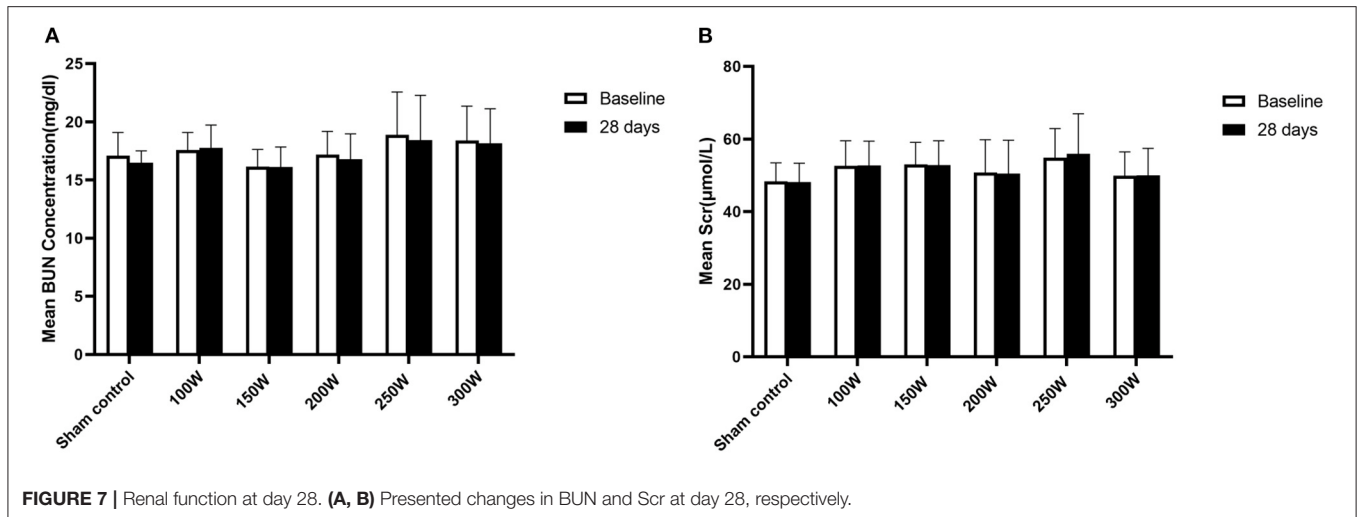 A
Mean BUN Concentration(mg/dl)
25
20
15
10
5
0
Sham control
100W
150W
200W
250W
300W
Baseline
28 days
B
Mean Scr(μmol/L)
80
60
40
20
0
Sham control
100W
150W
200W
250W
300W
Baseline
28 days
FIGURE 7 | Renal function at day 28. (A, B) Presented changes in BUN and Scr at day 28, respectively.